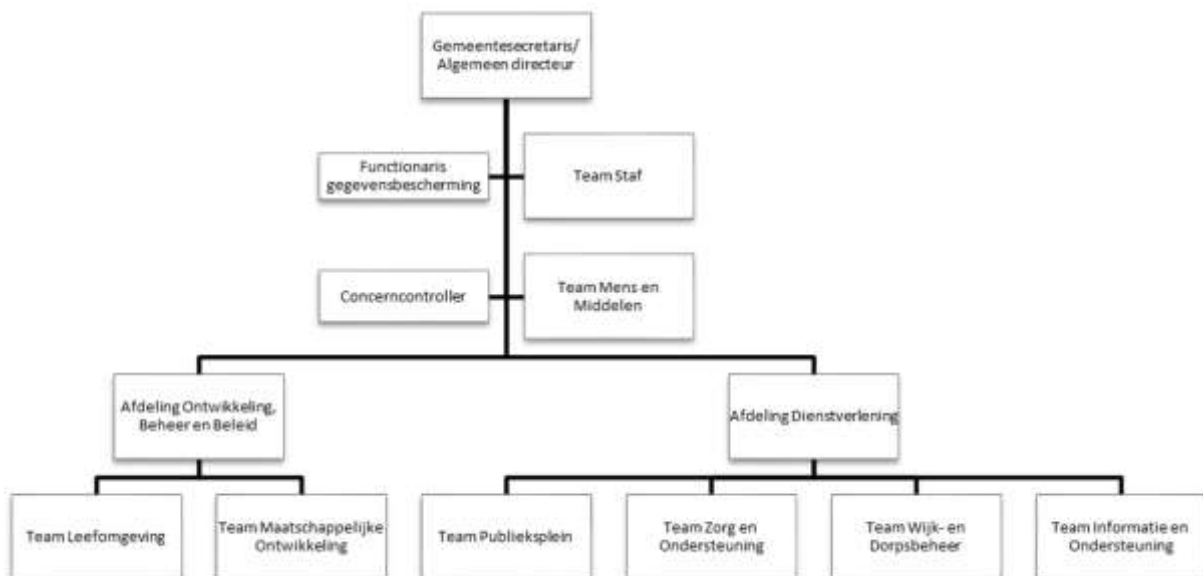 Gemeentesecretaris/
Algemeen directeur
Functionaris
gegevensbescherming
Team Staf
Concerncontroller
Team Mens en
Middelen
Afdeling Ontwikkeling,
Beheer en Beleid
Afdeling Dienstverlening
Team Leefomgeving
Team Maatschappelijke
Ontwikkeling
Team Publieksplein
Team Zorg en
Ondersteuning
Team Wijk- en
Dorpsbeheer
Team Informatie en
Ondersteuning